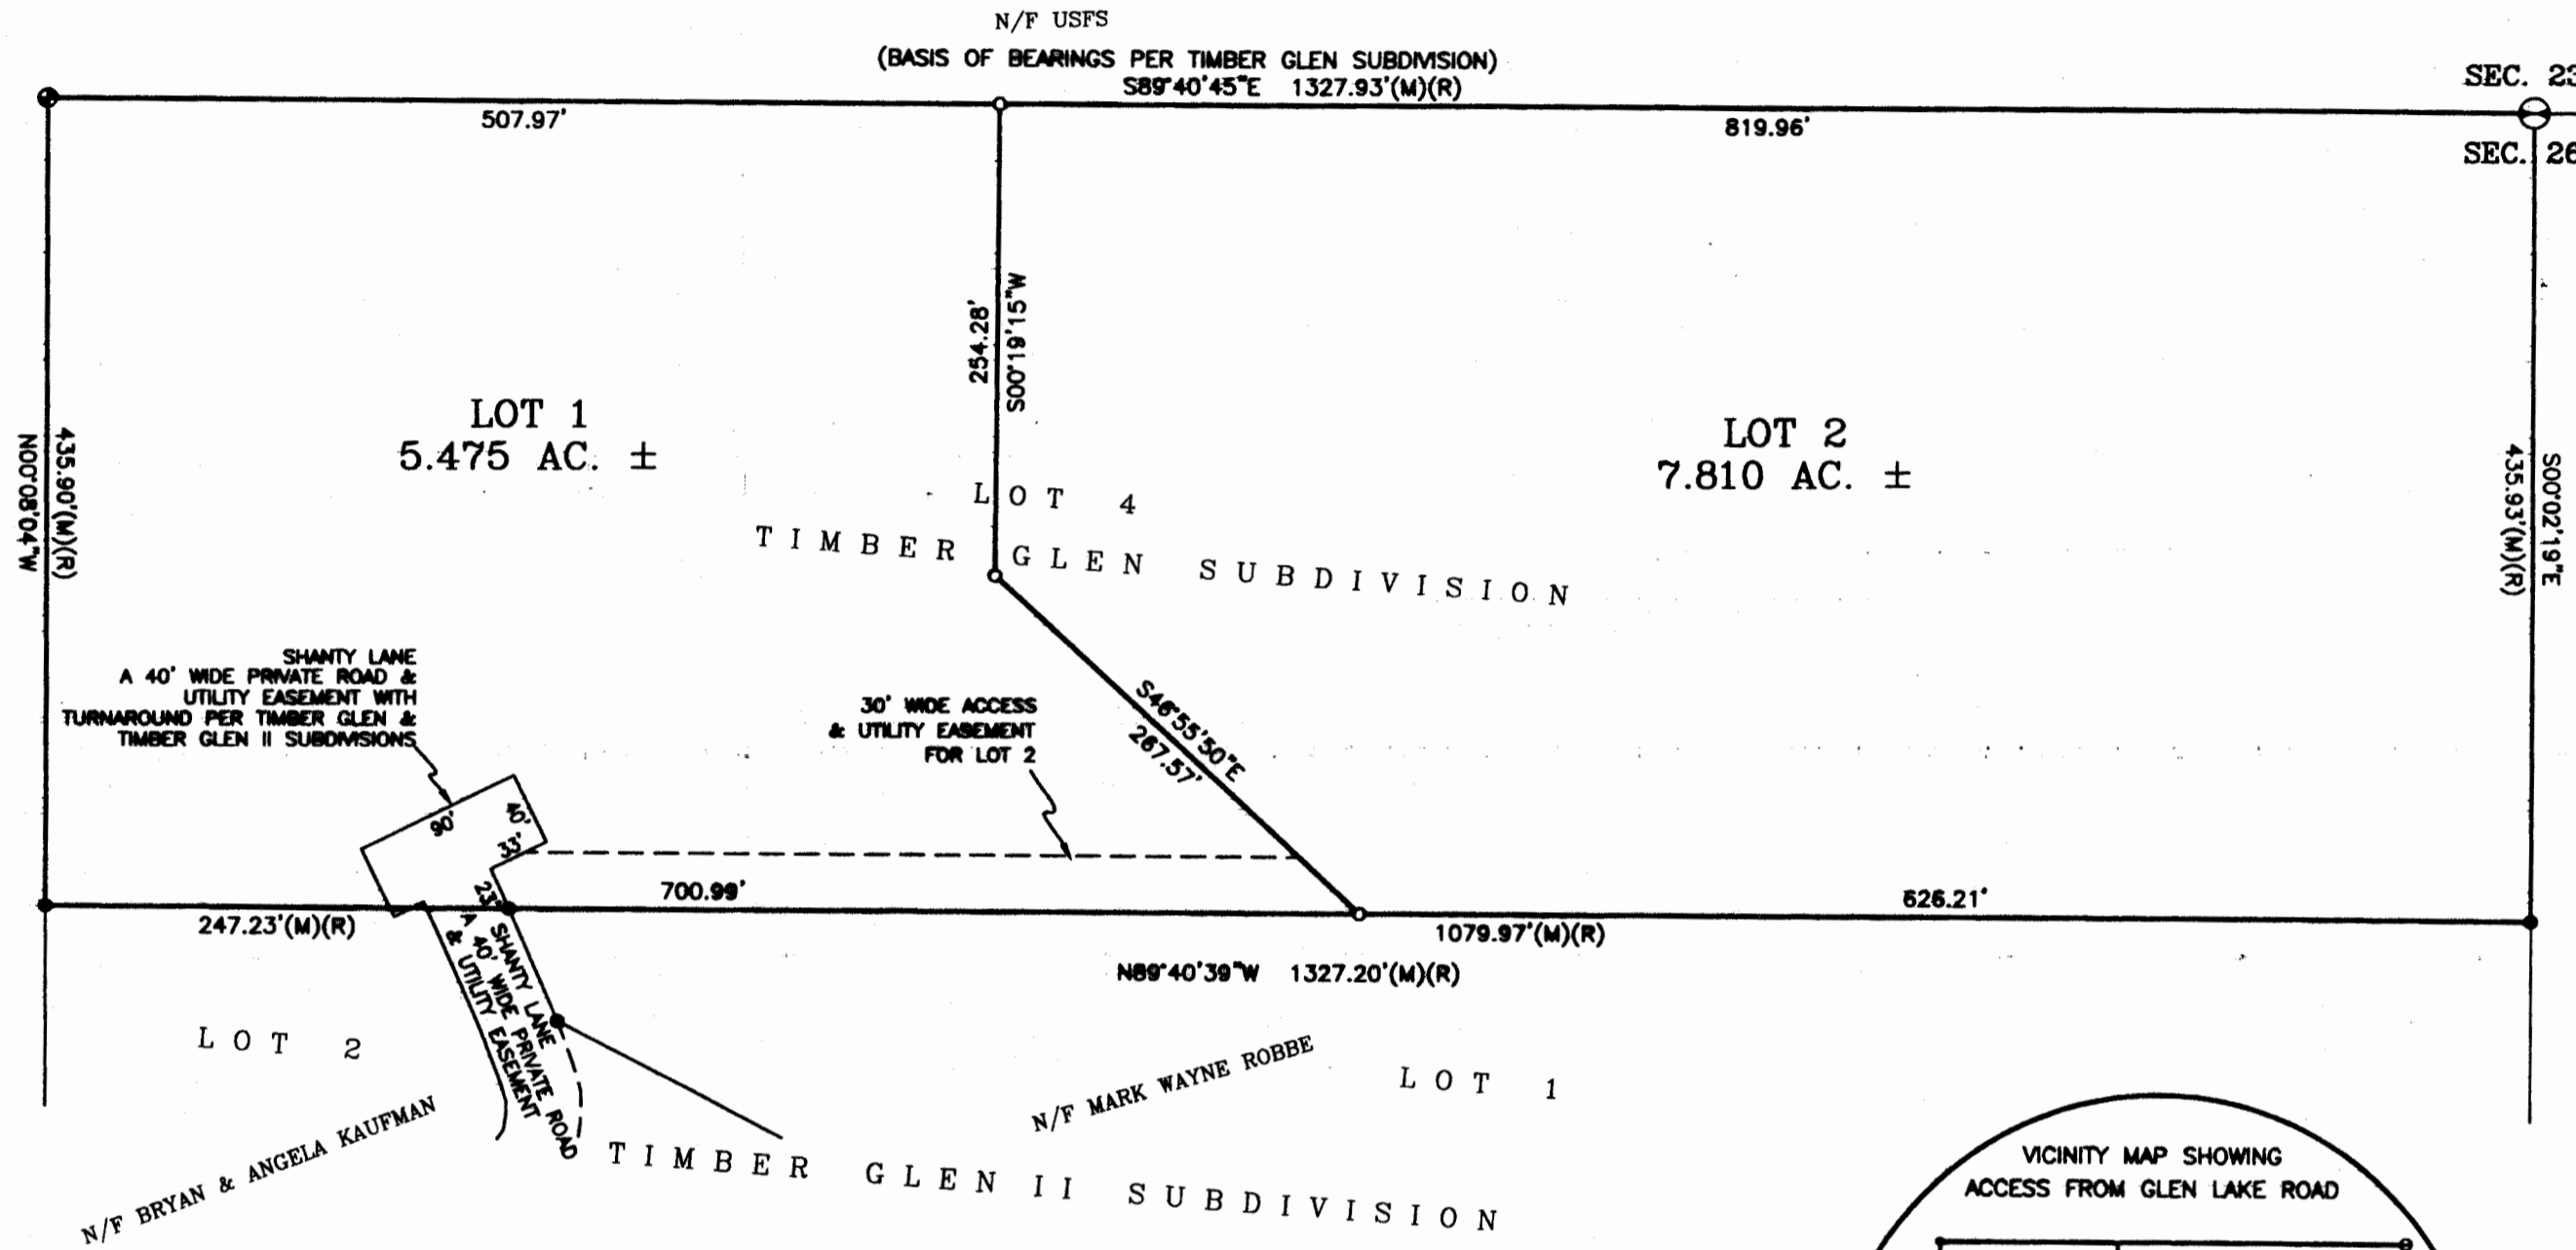 N/F USFS
(BASIS OF BEARINGS PER TIMBER GLEN SUBDIVISION)
S89°40'45"E 1327.93'(M)(R)
SEC. 23
507.97'
819.96'
SEC. 26
254.28'
S00°19'15"W
LOT 1
5.475 AC. ±
LOT 2
7.810 AC. ±
435.90'(M)(R)
N00°08'04"W
S00°02'19"E
435.93'(M)(R)
LOT 4
TIMBER GLEN SUBDIVISION
SHANTY LANE
A 40' WIDE PRIVATE ROAD &
UTILITY EASEMENT WITH
TURNAROUND PER TIMBER GLEN &
TIMBER GLEN II SUBDIVISIONS
30' WIDE ACCESS
& UTILITY EASEMENT
FOR LOT 2
S46°55'50"E
267.57'
90'
40'
33'
23'
700.99'
626.21'
247.23'(M)(R)
1079.97'(M)(R)
N89°40'39"W 1327.20'(M)(R)
SHANTY LANE
A 40' WIDE PRIVATE ROAD
& UTILITY EASEMENT
LOT 2
N/F BRYAN & ANGELA KAUFMAN
N/F MARK WAYNE ROBBE
LOT 1
TIMBER GLEN II SUBDIVISION
VICINITY MAP SHOWING
ACCESS FROM GLEN LAKE ROAD